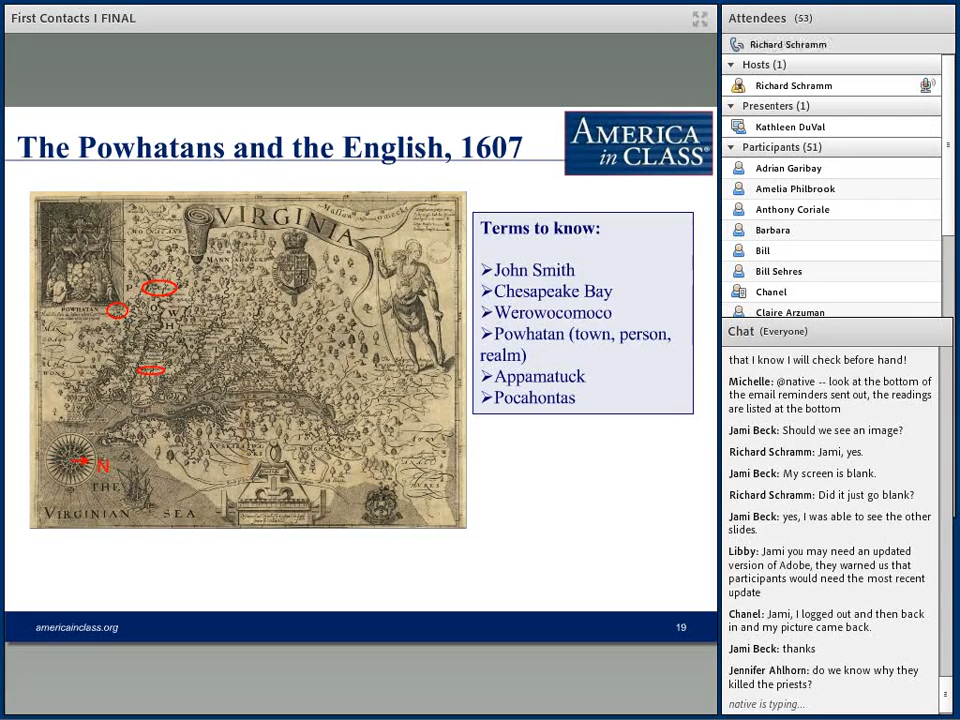 First Contacts I FINAL
The Powhatans and the English, 1607
AMERICA
in CLASS®
VIRGINIA
POWHATAN
N
THE
VIRGINIAN SEA
Terms to know:
➢John Smith
➢Chesapeake Bay
➢Werowocomoco
➢Powhatan (town, person,
realm)
➢Appamatuck
➢Pocahontas
americainclass.org
19
Attendees (53)
Richard Schramm
Hosts (1)
Richard Schramm
Presenters (1)
Kathleen DuVal
Participants (51)
Adrian Garibay
Amelia Philbrook
Anthony Coriale
Barbara
Bill
Bill Sehres
Chanel
Claire Arzuman
Chat (Everyone)
that I know I will check before hand!
Michelle: @native -- look at the bottom of
the email reminders sent out, the readings
are listed at the bottom
Jami Beck: Should we see an image?
Richard Schramm: Jami, yes.
Jami Beck: My screen is blank.
Richard Schramm: Did it just go blank?
Jami Beck: yes, I was able to see the other
slides.
Libby: Jami you may need an updated
version of Adobe, they warned us that
participants would need the most recent
update
Chanel: Jami, I logged out and then back
in and my picture came back.
Jami Beck: thanks
Jennifer Ahlhorn: do we know why they
killed the priests?
native is typing...